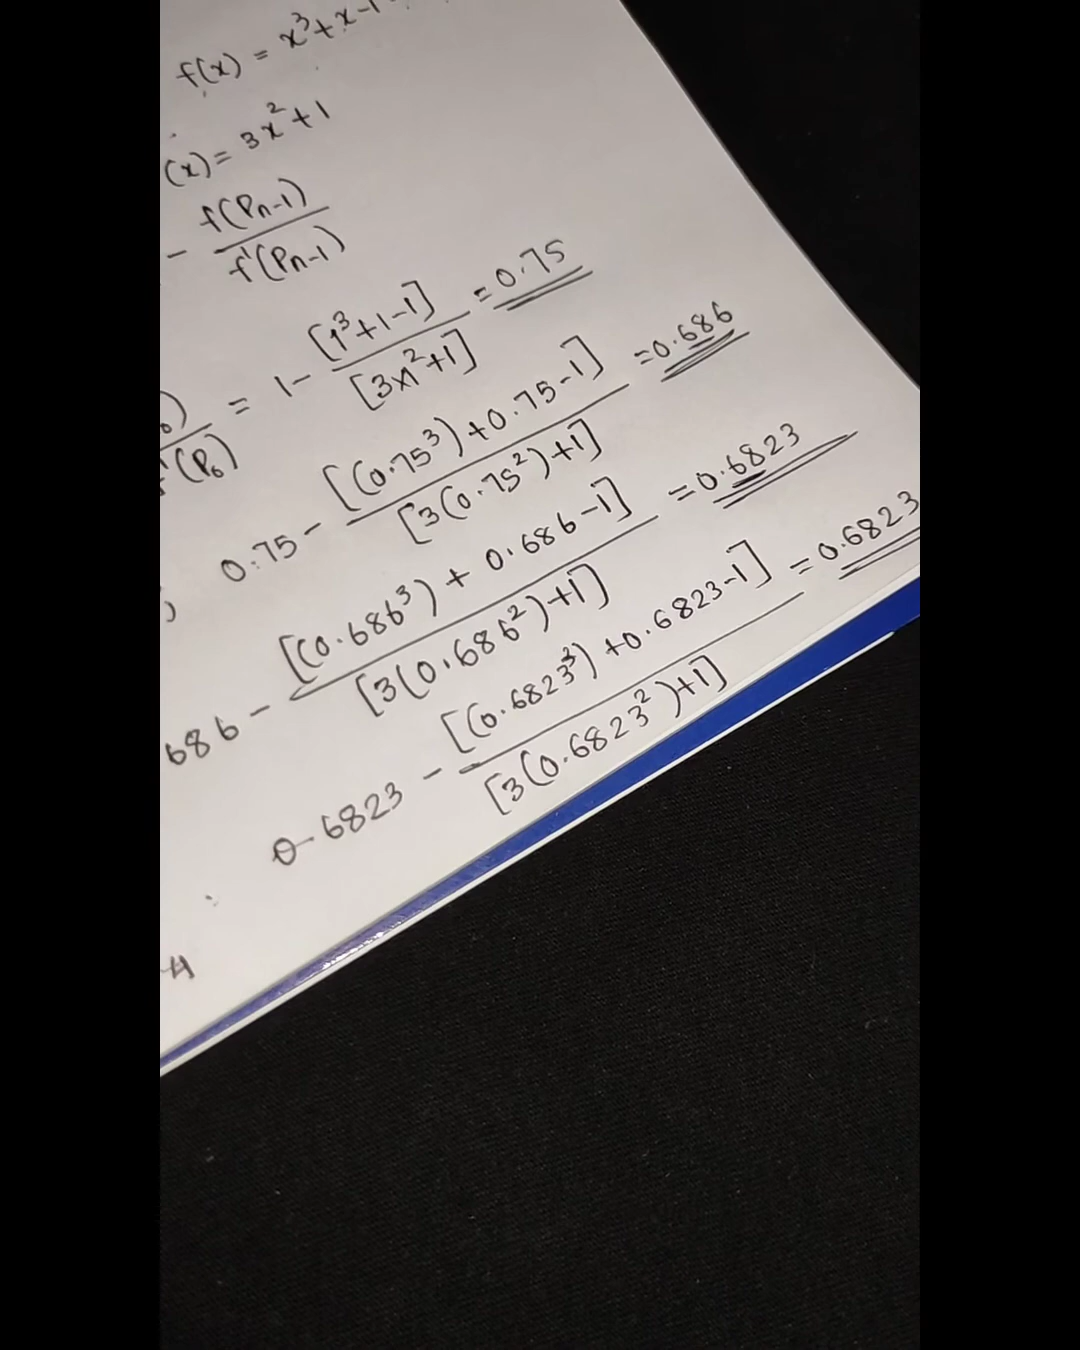 f(x) = x³+x-1
(x) = 3x²+1
- f(Pn-1)
f'(Pn-1)
= 1- [1³+1-1] = 0.75
'(P₀) [3x1²+1]
0.75 - [(0.75³)+0.75-1] = 0.686
[3(0.75²)+1]
686 - [(0.686³) + 0.686-1] = 0.6823
[3(0.686²)+1]
0.6823 - [(0.6823³)+0.6823-1] = 0.6823
[3(0.6823²)+1]